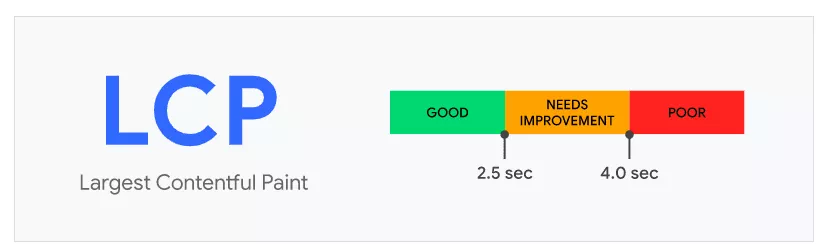 LCP
Largest Contentful Paint
GOOD
NEEDS
IMPROVEMENT
POOR
2.5 sec
4.0 sec